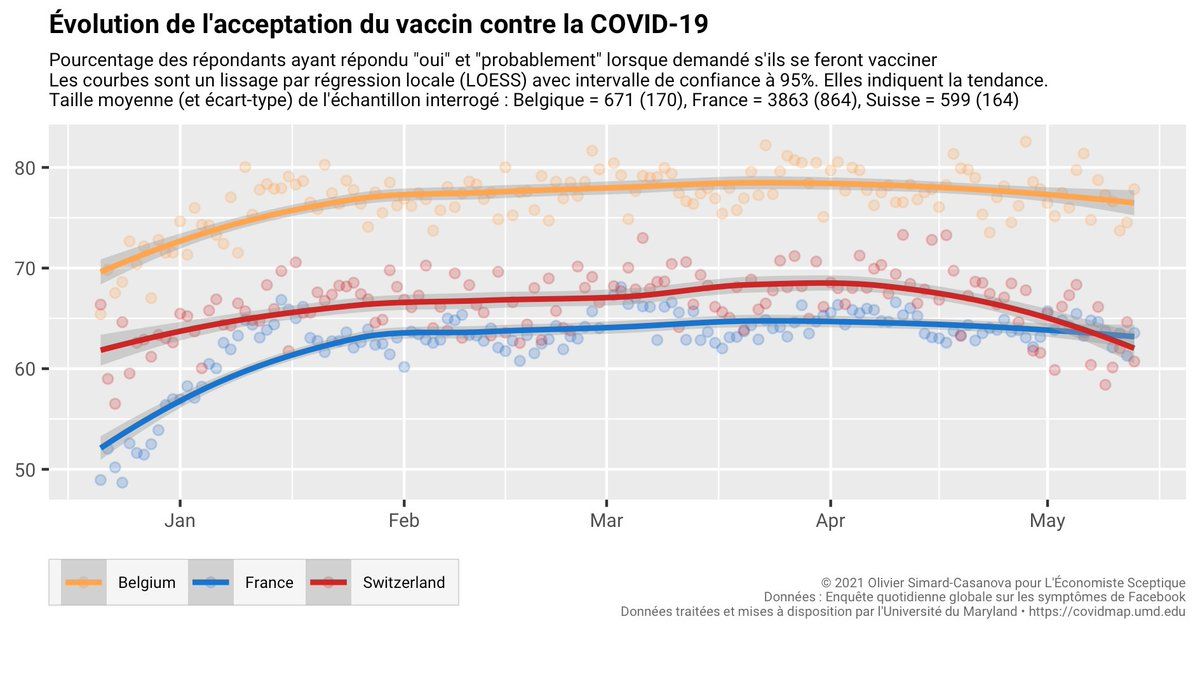 Évolution de l'acceptation du vaccin contre la COVID-19
Pourcentage des répondants ayant répondu "oui" et "probablement" lorsque demandé s'ils se feront vacciner
Les courbes sont un lissage par régression locale (LOESS) avec intervalle de confiance à 95%. Elles indiquent la tendance.
Taille moyenne (et écart-type) de l'échantillon interrogé : Belgique = 671 (170), France = 3863 (864), Suisse = 599 (164)
80
70
60
50
Jan Feb Mar Apr May
Belgium France Switzerland
© 2021 Olivier Simard-Casanova pour L'Économiste Sceptique
Données : Enquête quotidienne globale sur les symptômes de Facebook
Données traitées et mises à disposition par l'Université du Maryland • https://covidmap.umd.edu